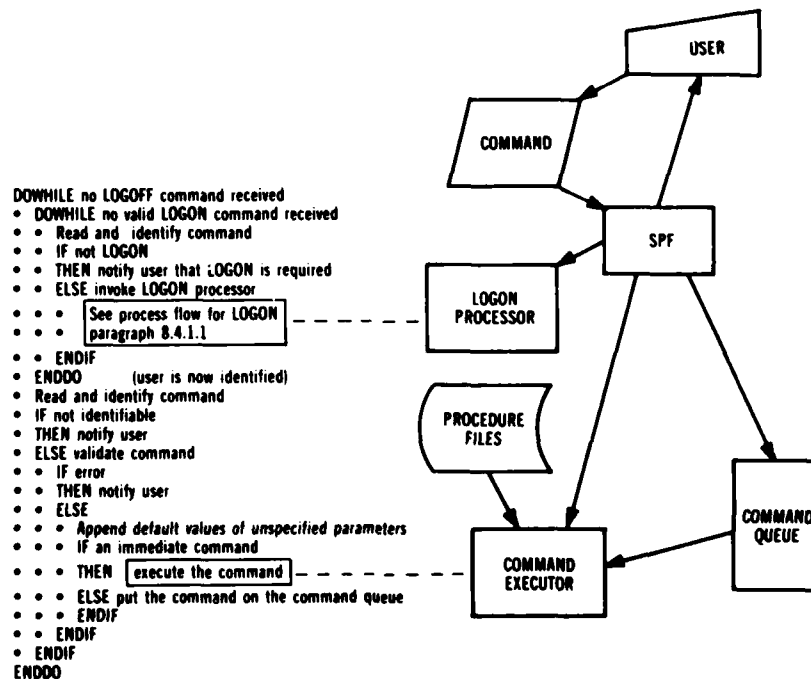 DOWHILE no LOGOFF command received
• DOWHILE no valid LOGON command received
• • Read and identify command
• • IF not LOGON
• • THEN notify user that LOGON is required
• • ELSE invoke LOGON processor
• • • See process flow for LOGON
• • • paragraph 8.4.1.1
• • ENDIF
• ENDDO (user is now identified)
• Read and identify command
• IF not identifiable
• THEN notify user
• ELSE validate command
• • IF error
• • THEN notify user
• • ELSE
• • • Append default values of unspecified parameters
• • • IF an immediate command
• • • THEN execute the command
• • • ELSE put the command on the command queue
• • • ENDIF
• • ENDIF
• ENDIF
ENDDO
USER
COMMAND
SPF
LOGON
PROCESSOR
PROCEDURE
FILES
COMMAND
QUEUE
COMMAND
EXECUTOR